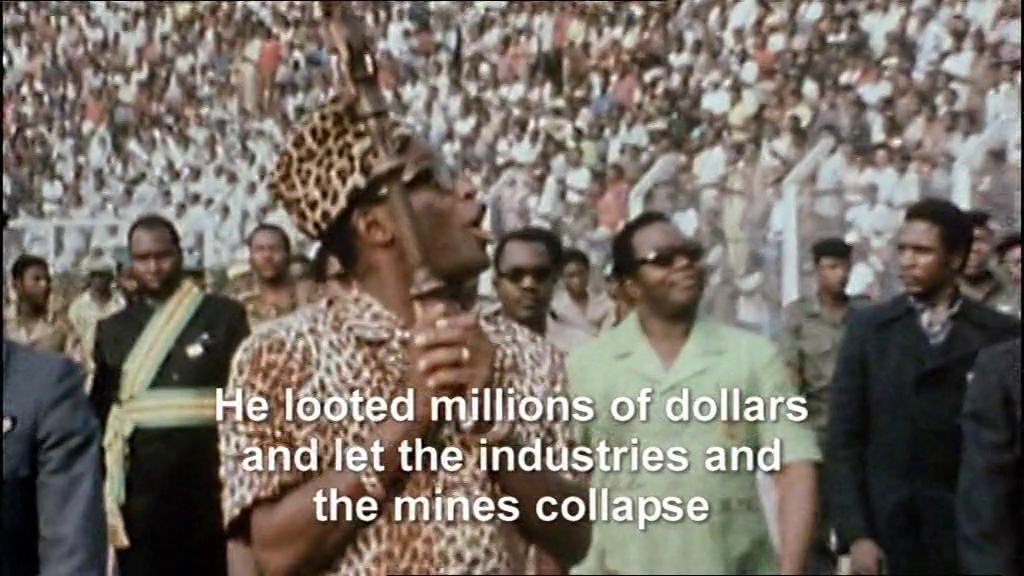 He looted millions of dollars
and let the industries and
the mines collapse